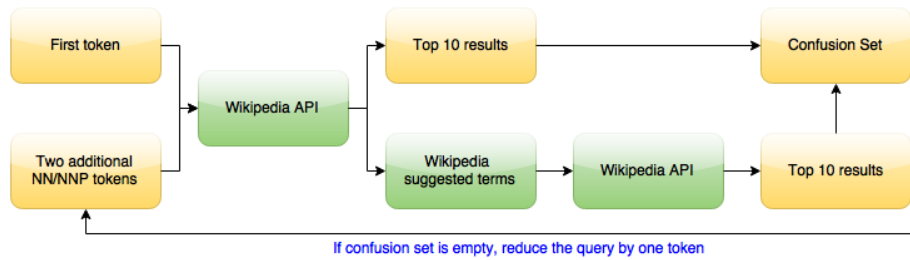 First token
Top 10 results
Confusion Set
Wikipedia API
Two additional
NN/NNP tokens
Wikipedia
suggested terms
Wikipedia API
Top 10 results
If confusion set is empty, reduce the query by one token